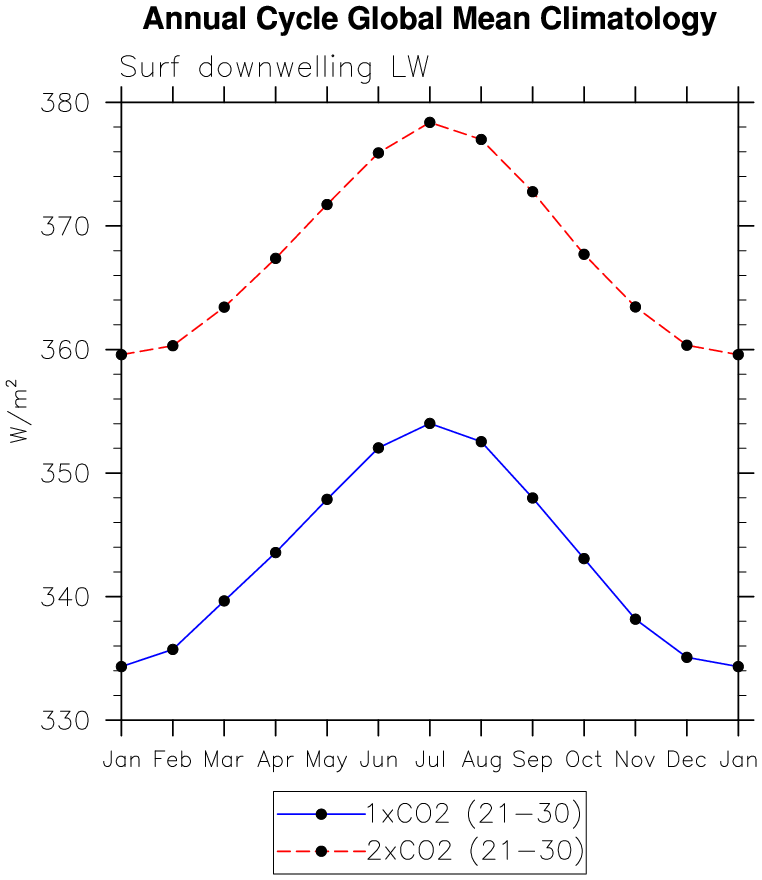 Annual Cycle Global Mean Climatology
Surf downwelling LW
380
370
360
350
340
330
W/m²
Jan Feb Mar Apr May Jun Jul Aug Sep Oct Nov Dec Jan
1xCO2 (21-30)
2xCO2 (21-30)